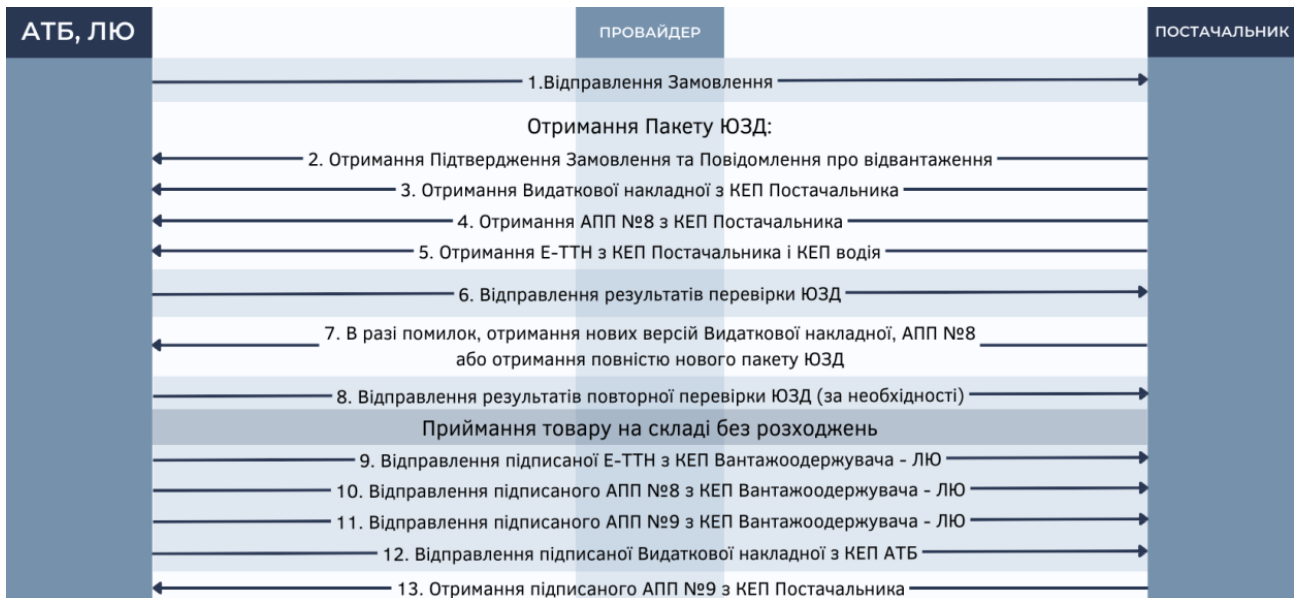 АТБ, ЛЮ
ПРОВАЙДЕР
ПОСТАЧАЛЬНИК
1.Відправлення Замовлення
Отримання Пакету ЮЗД:
2. Отримання Підтвердження Замовлення та Повідомлення про відвантаження
3. Отримання Видаткової накладної з КЕП Постачальника
4. Отримання АПП №8 з КЕП Постачальника
5. Отримання Е-ТТН з КЕП Постачальника і КЕП водія
6. Відправлення результатів перевірки ЮЗД
7. В разі помилок, отримання нових версій Видаткової накладної, АПП №8
або отримання повністю нового пакету ЮЗД
8. Відправлення результатів повторної перевірки ЮЗД (за необхідності)
Приймання товару на складі без розходжень
9. Відправлення підписаної Е-ТТН з КЕП Вантажоодержувача - ЛЮ
10. Відправлення підписаного АПП №8 з КЕП Вантажоодержувача - ЛЮ
11. Відправлення підписаного АПП №9 з КЕП Вантажоодержувача - ЛЮ
12. Відправлення підписаної Видаткової накладної з КЕП АТБ
13. Отримання підписаного АПП №9 з КЕП Постачальника